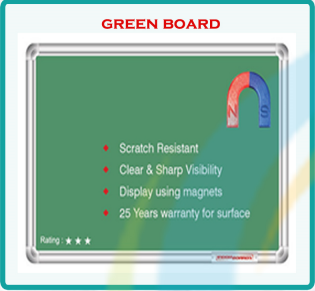 GREEN BOARD
N S
Scratch Resistant
Clear & Sharp Visibility
Display using magnets
25 Years warranty for surface
Rating :